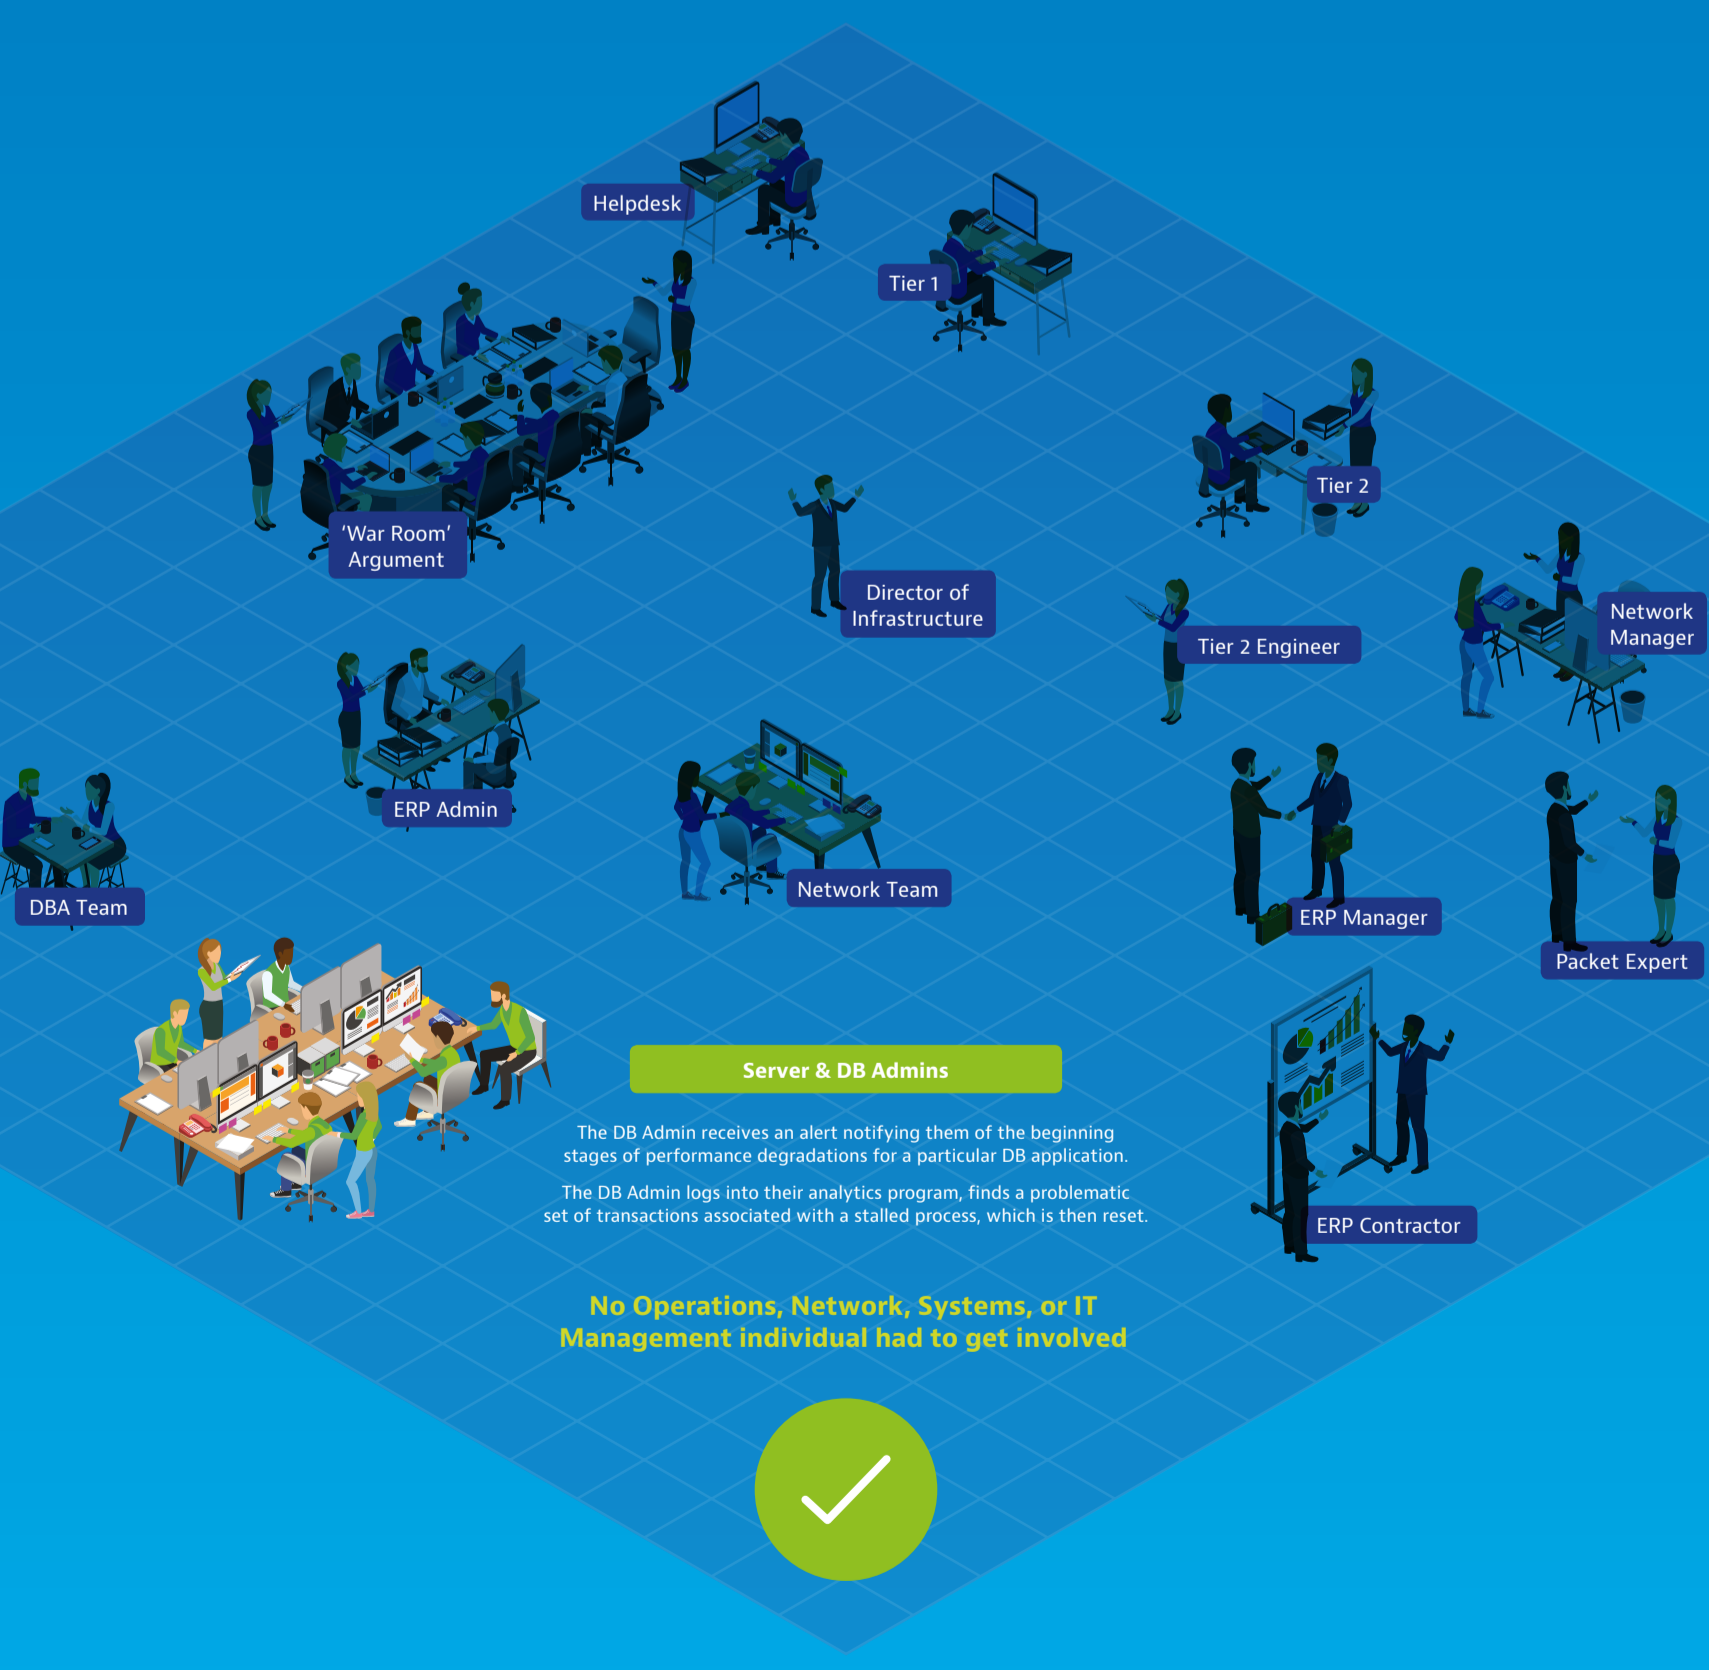 Helpdesk
Tier 1
Tier 2
‘War Room’
Argument
Director of
Infrastructure
Network
Manager
Tier 2 Engineer
ERP Admin
Network Team
DBA Team
ERP Manager
Packet Expert
Server & DB Admins
The DB Admin receives an alert notifying them of the beginning
stages of performance degradations for a particular DB application.
The DB Admin logs into their analytics program, finds a problematic
set of transactions associated with a stalled process, which is then reset.
ERP Contractor
No Operations, Network, Systems, or IT
Management individual had to get involved